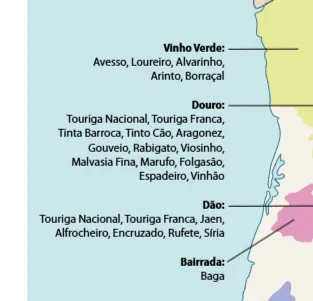 Vinho Verde:
Avesso, Loureiro, Alvarinho,
Arinto, Borraçal
Douro:
Touriga Nacional, Touriga Franca,
Tinta Barroca, Tinto Cão, Aragonez,
Gouveio, Rabigato, Viosinho,
Malvasia Fina, Marufo, Folgasão,
Espadeiro, Vinhão
Dão:
Touriga Nacional, Touriga Franca, Jaen,
Alfrocheiro, Encruzado, Rufete, Síria
Bairrada:
Baga